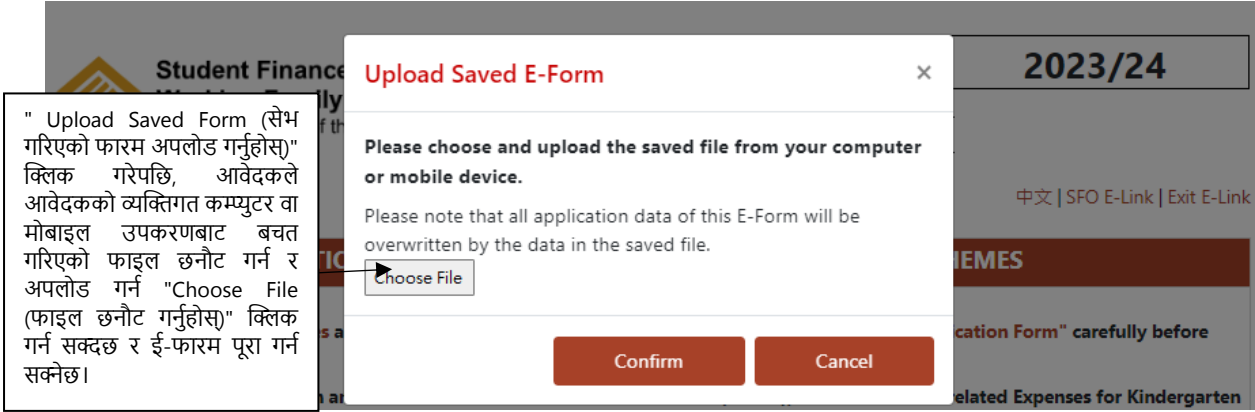 Student Finance
2023/24
Upload Saved E-Form
×
Please choose and upload the saved file from your computer
or mobile device.
Please note that all application data of this E-Form will be
overwritten by the data in the saved file.
Choose File
Confirm
Cancel
" Upload Saved Form (सेभ
गरिएको फारम अपलोड गर्नुहोस्)"
क्लिक गरेपछि, आवेदकले
आवेदकको व्यक्तिगत कम्प्युटर वा
मोबाइल उपकरणबाट बचत
गरिएको फाइल छनौट गर्न र
अपलोड गर्न "Choose File
(फाइल छनौट गर्नुहोस्)" क्लिक
गर्न सक्दछ र ई-फारम पूरा गर्न
सक्नेछ।
中文 | SFO E-Link | Exit E-Link
HEMES
cation Form" carefully before
elated Expenses for Kindergarten